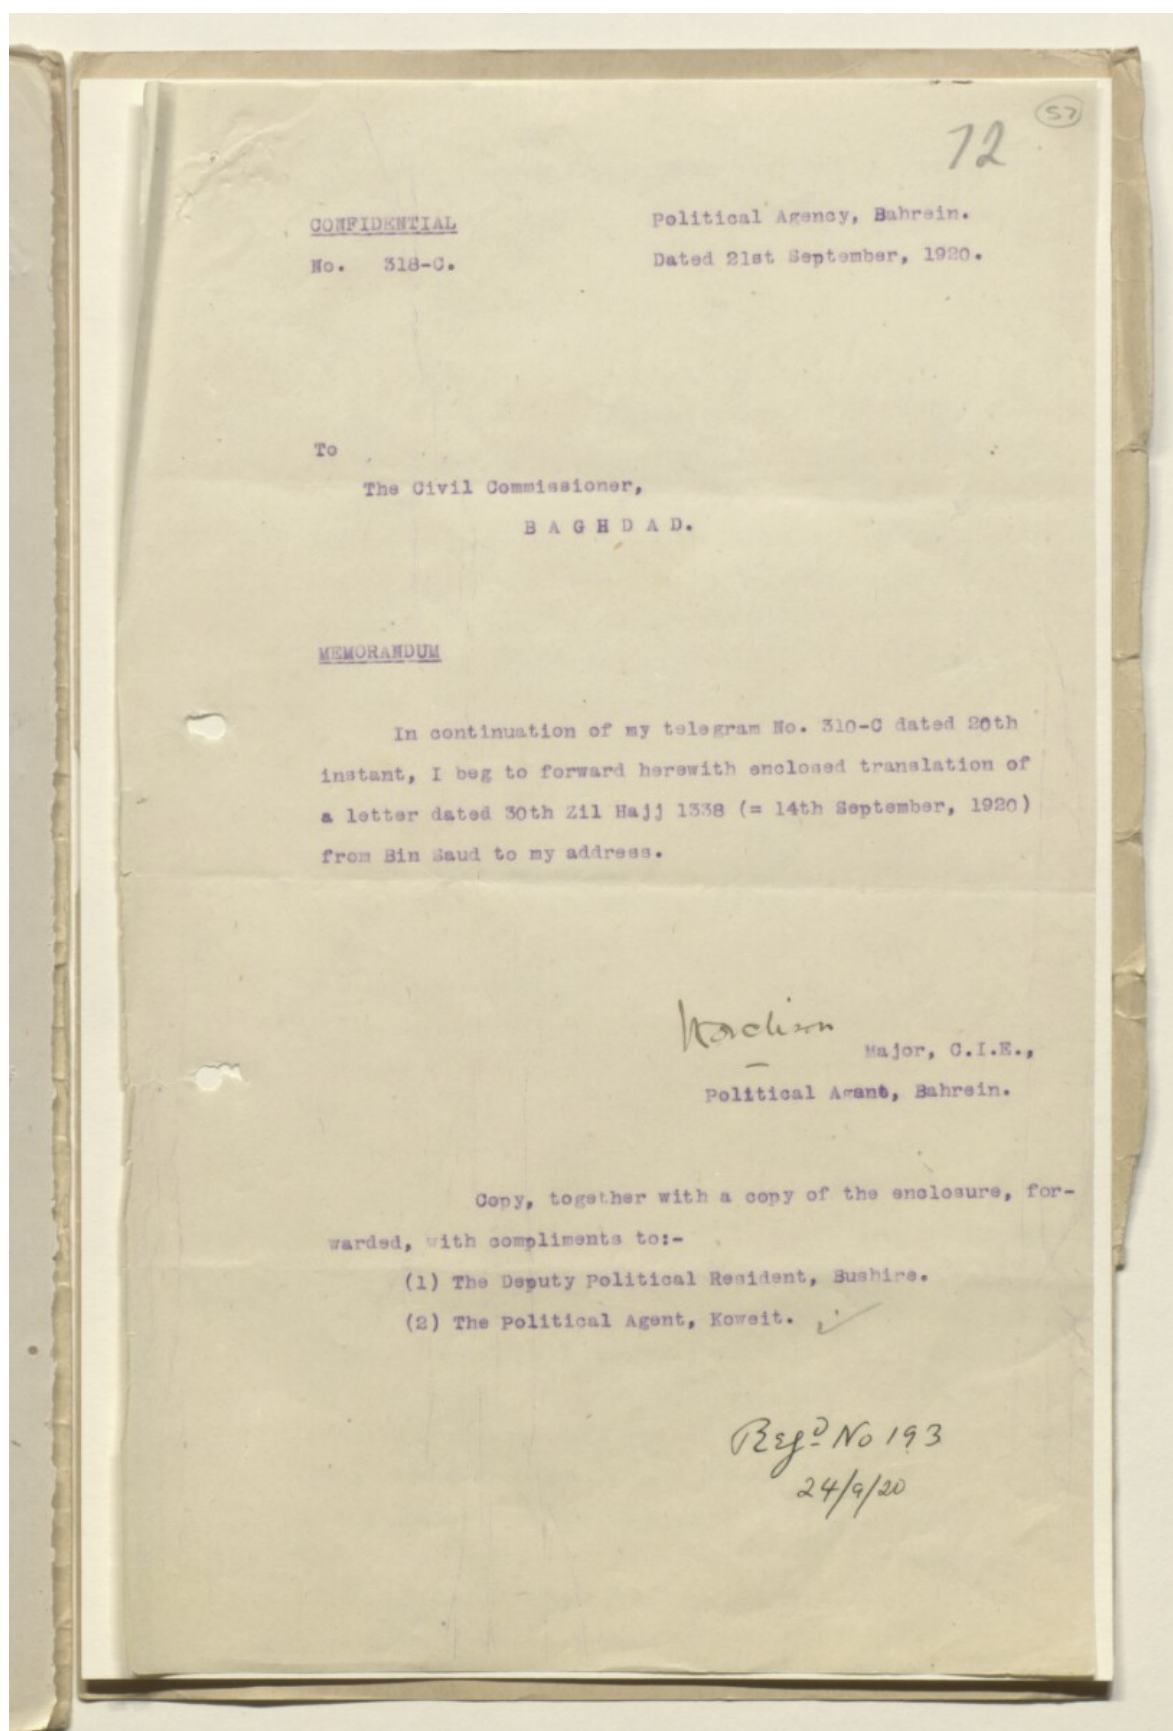 57
72
CONFIDENTIAL
No. 318-C.
Political Agency, Bahrein.
Dated 21st September, 1920.
To
The Civil Commissioner,
B A G H D A D.
MEMORANDUM
In continuation of my telegram No. 310-C dated 20th
instant, I beg to forward herewith enclosed translation of
a letter dated 30th Zil Hajj 1338 (= 14th September, 1920)
from Bin Saud to my address.
Major, C.I.E.,
Political Agent, Bahrein.
Copy, together with a copy of the enclosure, for-
warded, with compliments to:-
(1) The Deputy Political Resident, Bushire.
(2) The Political Agent, Koweit.
Regd No 193
24/9/20